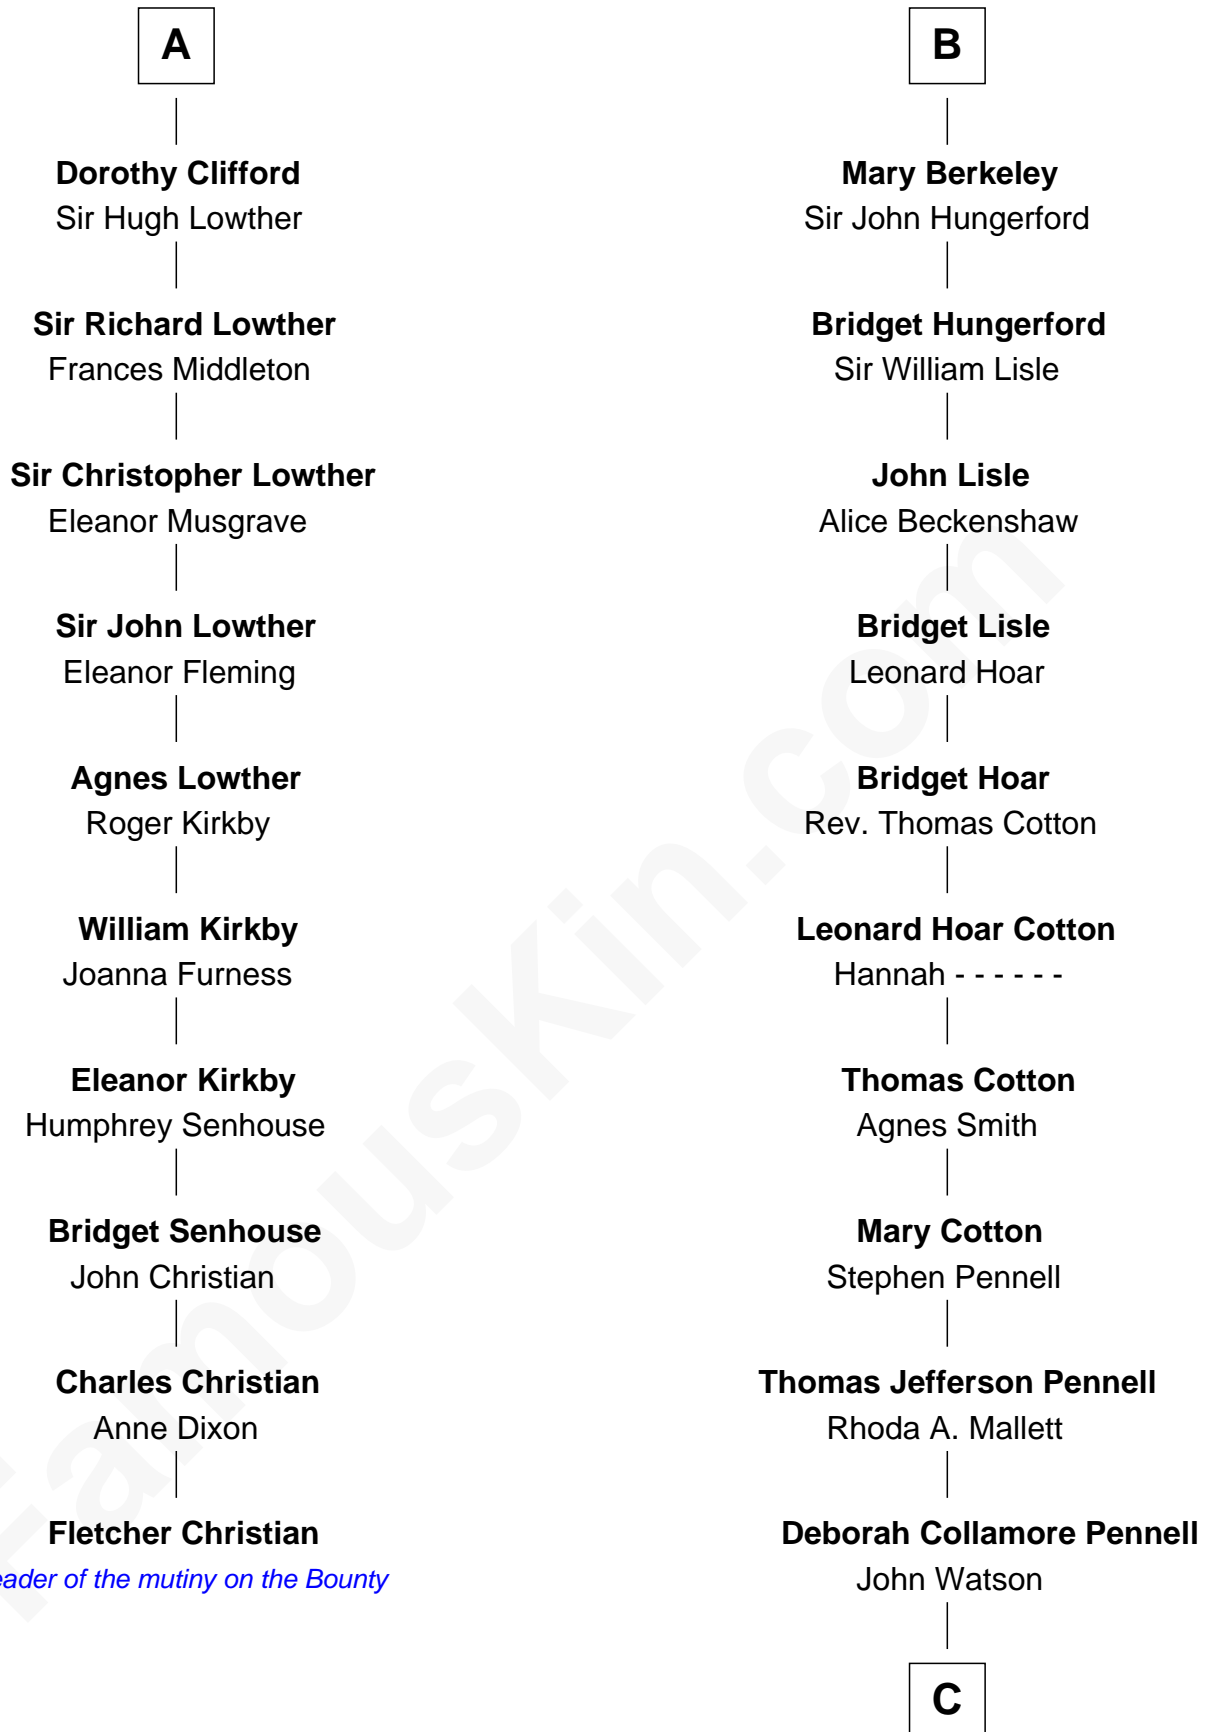 A
Dorothy Clifford
Sir Hugh Lowther
Sir Richard Lowther
Frances Middleton
Sir Christopher Lowther
Eleanor Musgrave
Sir John Lowther
Eleanor Fleming
Agnes Lowther
Roger Kirkby
William Kirkby
Joanna Furness
Eleanor Kirkby
Humphrey Senhouse
Bridget Senhouse
John Christian
Charles Christian
Anne Dixon
Fletcher Christian
eader of the mutiny on the Bounty
B
Mary Berkeley
Sir John Hungerford
Bridget Hungerford
Sir William Lisle
John Lisle
Alice Beckenshaw
Bridget Lisle
Leonard Hoar
Bridget Hoar
Rev. Thomas Cotton
Leonard Hoar Cotton
Hannah - - - - - -
Thomas Cotton
Agnes Smith
Mary Cotton
Stephen Pennell
Thomas Jefferson Pennell
Rhoda A. Mallett
Deborah Collamore Pennell
John Watson
C
FamousKin.com